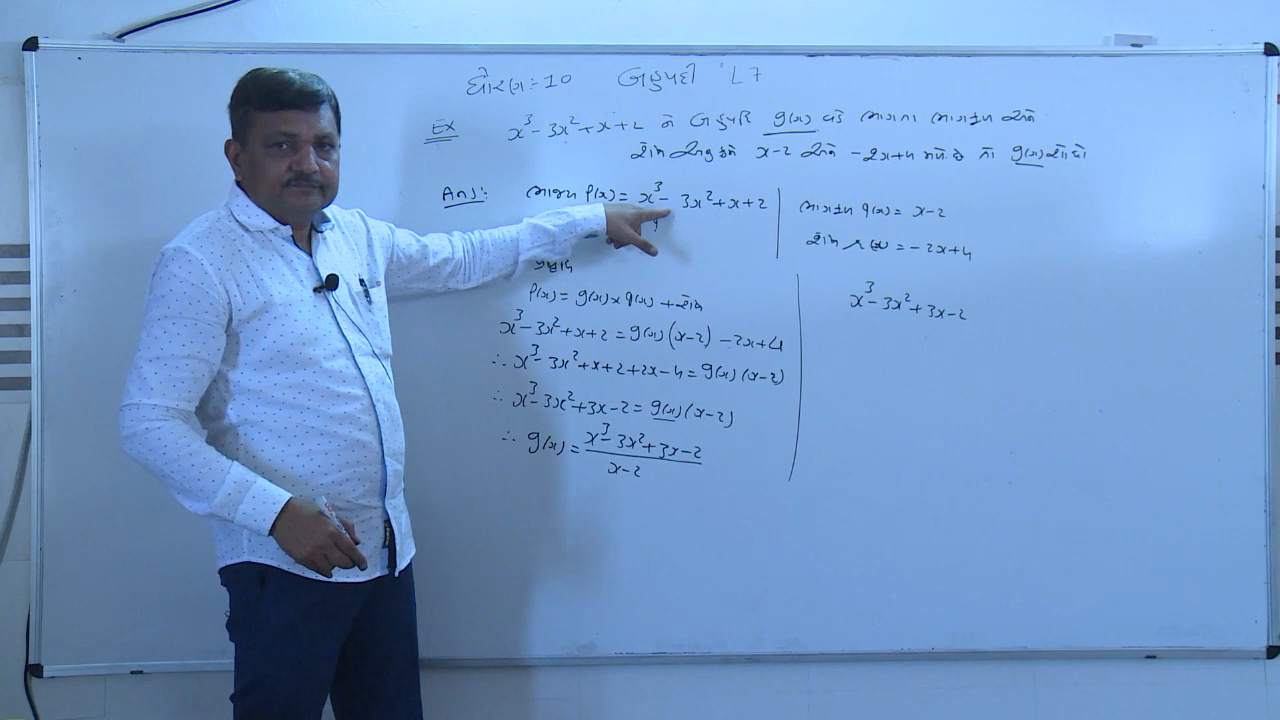 ધોરણ:- 10 બહુપદી L7
Ex x³-3x²+x+2 ને બહુપદિ g(x) વડે ભાગતા ભાગફળ અને
શેષ અનુક્રમે x-2 અને -2x+4 મળે છે તો g(x) શોધો
Ans:- ભાજ્ય p(x) = x³-3x²+x+2
ભાગફળ q(x) = x-2
શેષ r(x) = -2x+4
p(x) = g(x) x q(x) + શેષ
x³-3x²+x+2 = g(x)(x-2) -2x+4
∴ x³-3x²+x+2+2x-4 = g(x)(x-2)
∴ x³-3x²+3x-2 = g(x)(x-2)
∴ g(x) = x³-3x²+3x-2
x-2
x³-3x²+3x-2